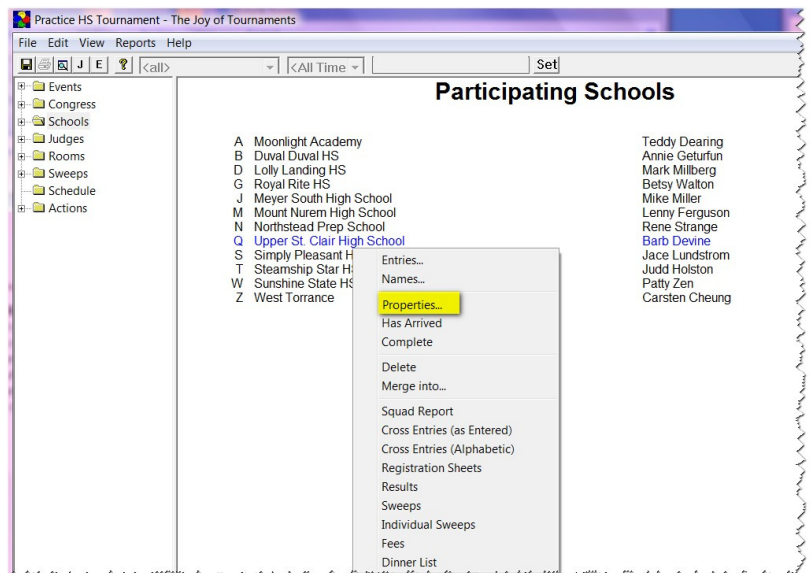 Practice HS Tournament - The Joy of Tournaments
File Edit View Reports Help
J E ? <all> <All Time Set
Events
Congress
Schools
Judges
Rooms
Sweeps
Schedule
Actions
Participating Schools
A Moonlight Academy Teddy Dearing
B Duval Duval HS Annie Geturfun
D Lolly Landing HS Mark Millberg
G Royal Rite HS Betsy Walton
J Meyer South High School Mike Miller
M Mount Nurem High School Lenny Ferguson
N Northstead Prep School Rene Strange
Q Upper St. Clair High School Barb Devine
S Simply Pleasant H Jace Lundstrom
T Steamship Star H Judd Holston
W Sunshine State HS Patty Zen
Z West Torrance Carsten Cheung
Entries...
Names...
Properties...
Has Arrived
Complete
Delete
Merge into...
Squad Report
Cross Entries (as Entered)
Cross Entries (Alphabetic)
Registration Sheets
Results
Sweeps
Individual Sweeps
Fees
Dinner List